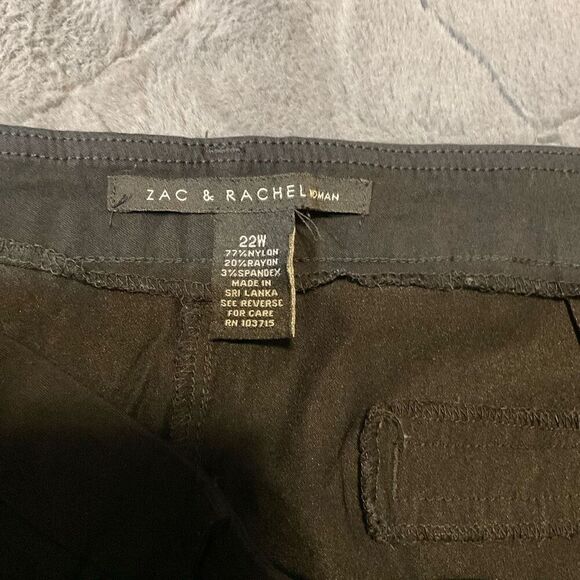 ZAC & RACHEL WOMAN
22W
77% NYLON
20% RAYON
3% SPANDEX
MADE IN
SRI LANKA
SEE REVERSE
FOR CARE
RN 103715